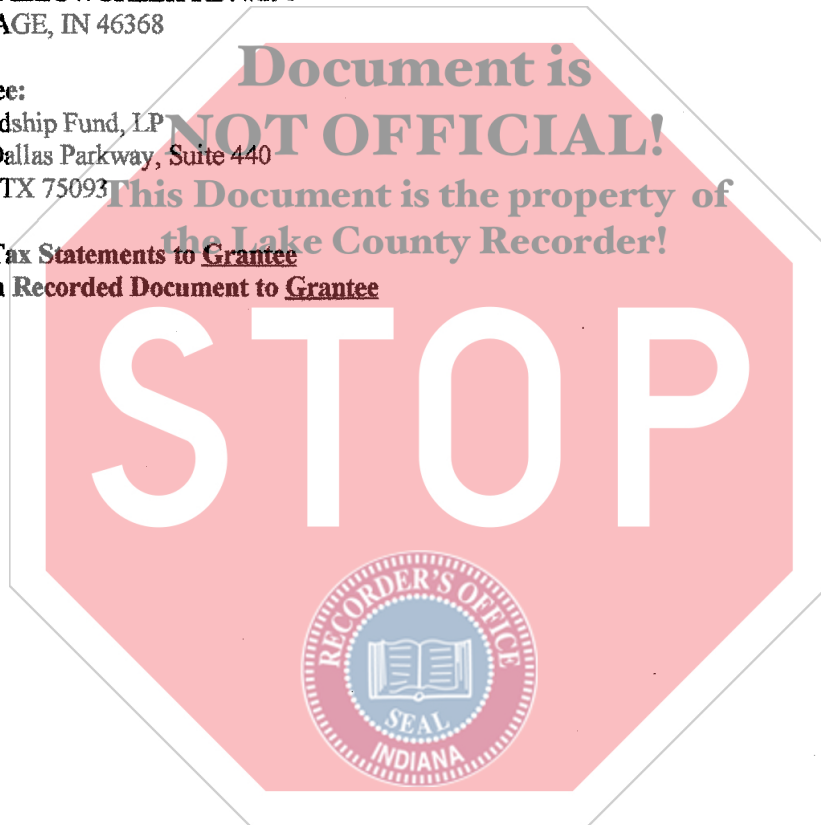 AGE, IN 46368
Document is
ee:
dship Fund, LP
NOT OFFICIAL!
Dallas Parkway, Suite 440
TX 75093
This Document is the property of
the Lake County Recorder!
Tax Statements to Grantee
n Recorded Document to Grantee
STOP
RECORDER'S OFFICE
SEAL
INDIANA